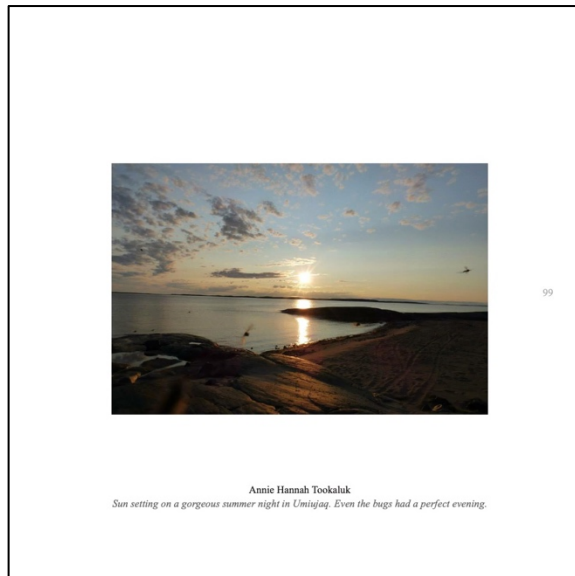 99
Annie Hannah Tookaluk
Sun setting on a gorgeous summer night in Umiujaq. Even the bugs had a perfect evening.